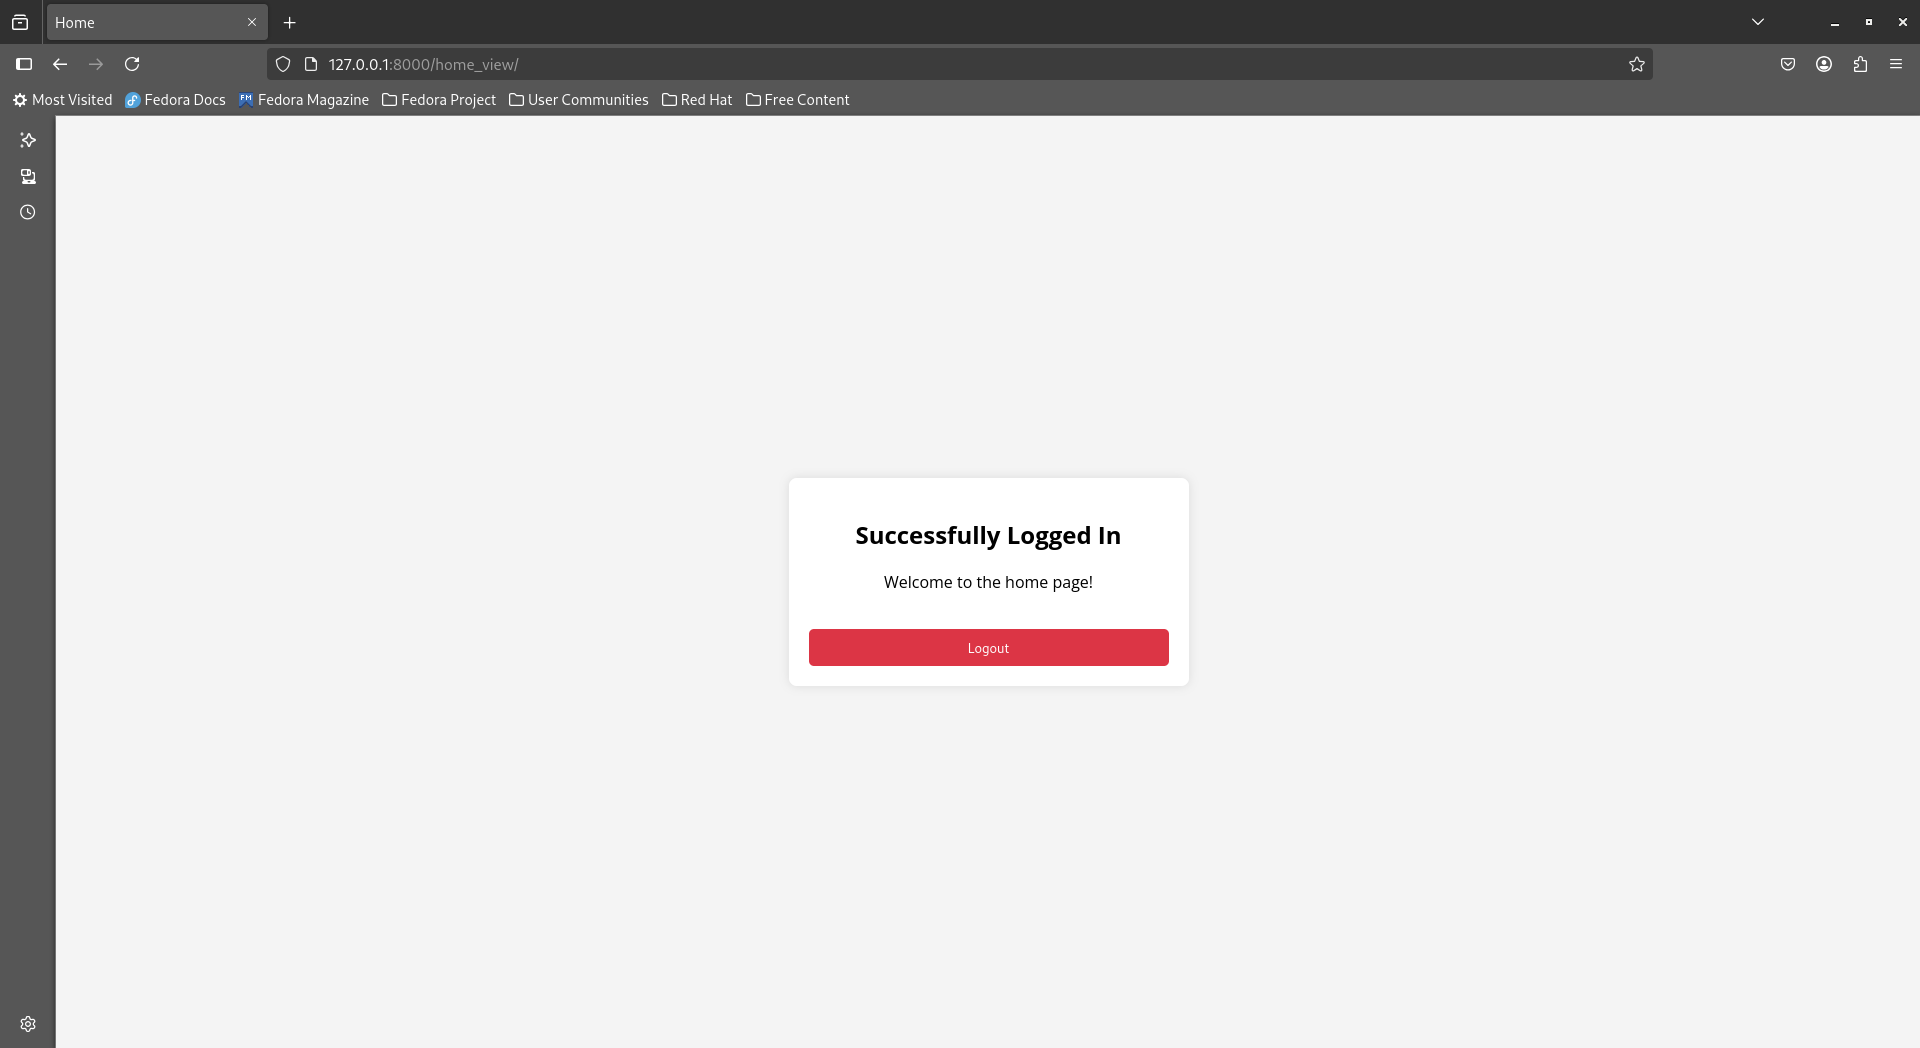 Home
127.0.0.1:8000/home_view/
Most Visited Fedora Docs FM Fedora Magazine Fedora Project User Communities Red Hat Free Content
Successfully Logged In
Welcome to the home page!
Logout